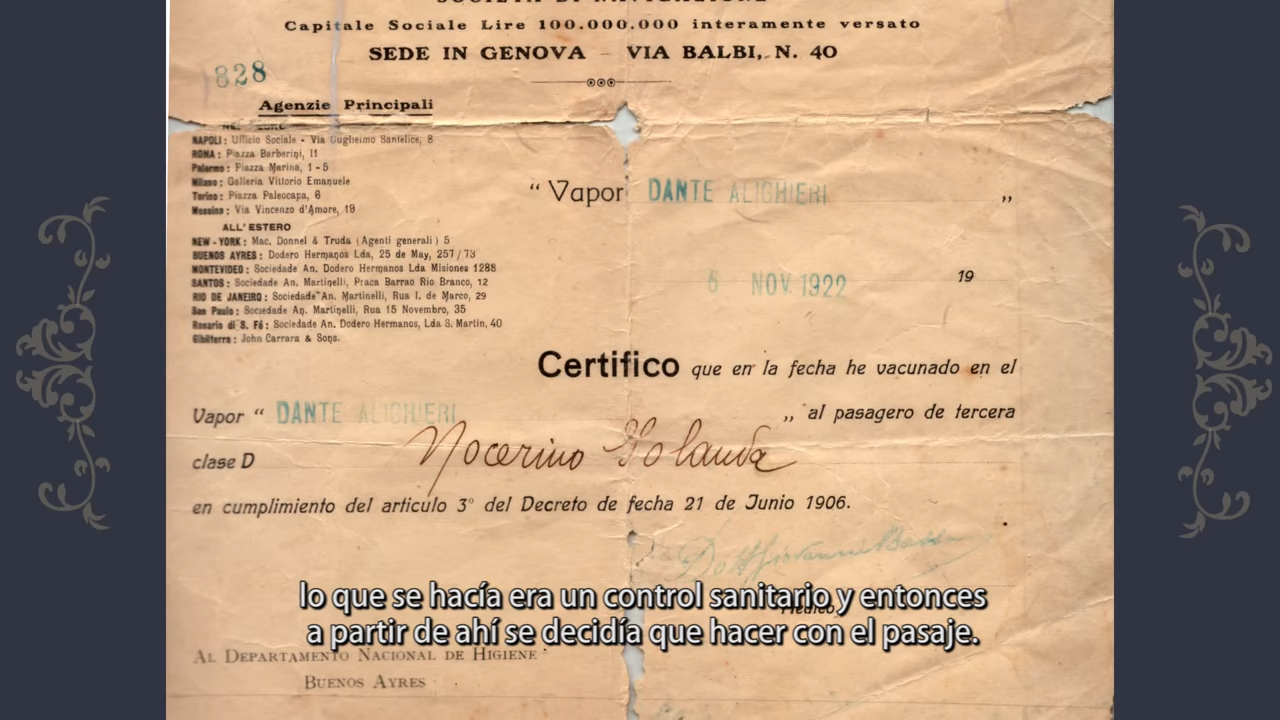 SOCIETÀ DI NAVIGAZIONE
Capitale Sociale Lire 100.000.000 interamente versato
SEDE IN GENOVA – VIA BALBI, N. 40
828
Agenzie Principali
NAPOLI : Ufficio Sociale - Via Guglielmo Sanfelice, 8
ROMA : Piazza Barberini, 11
Palermo : Piazza Marina, 1 - 5
Milano : Galleria Vittorio Emanuele
Torino : Piazza Paleocapa, 6
Messina : Via Vincenzo d'Amore, 19
ALL' ESTERO
NEW - YORK : Mac. Donnel & Truda (Agenti generali) 5
BUENOS AYRES : Dodero Hermanos Lda, 25 de May, 257 / 73
MONTEVIDEO : Sociedade An. Dodero Hermanos Lda Misiones 1288
SANTOS : Sociedade An. Martinelli, Praca Barrao Rio Branco, 12
RIO DE JANEIRO : Sociedade An. Martinelli, Rua I. de Marco, 29
San Paulo : Sociedade An. Martinelli, Rua 15 Novembro, 35
Rosario di S. Fé : Sociedade An. Dodero Hermanos, Lda S. Martin, 40
Gibilterra : John Carrara & Sons.
“ Vapor DANTE ALIGHIERI „
6 NOV 1922 19
Certifico que en la fecha he vacunado en el
Vapor “ DANTE ALIGHIERI „ al pasagero de tercera
clase D Nocerino Yolanda
en cumplimiento del articulo 3° del Decreto de fecha 21 de Junio 1906.
Dott Giovanni
Médico
lo que se hacía era un control sanitario y entonces
a partir de ahí se decidía que hacer con el pasaje.
AL DEPARTAMENTO NACIONAL DE HIGIENE
BUENOS AYRES